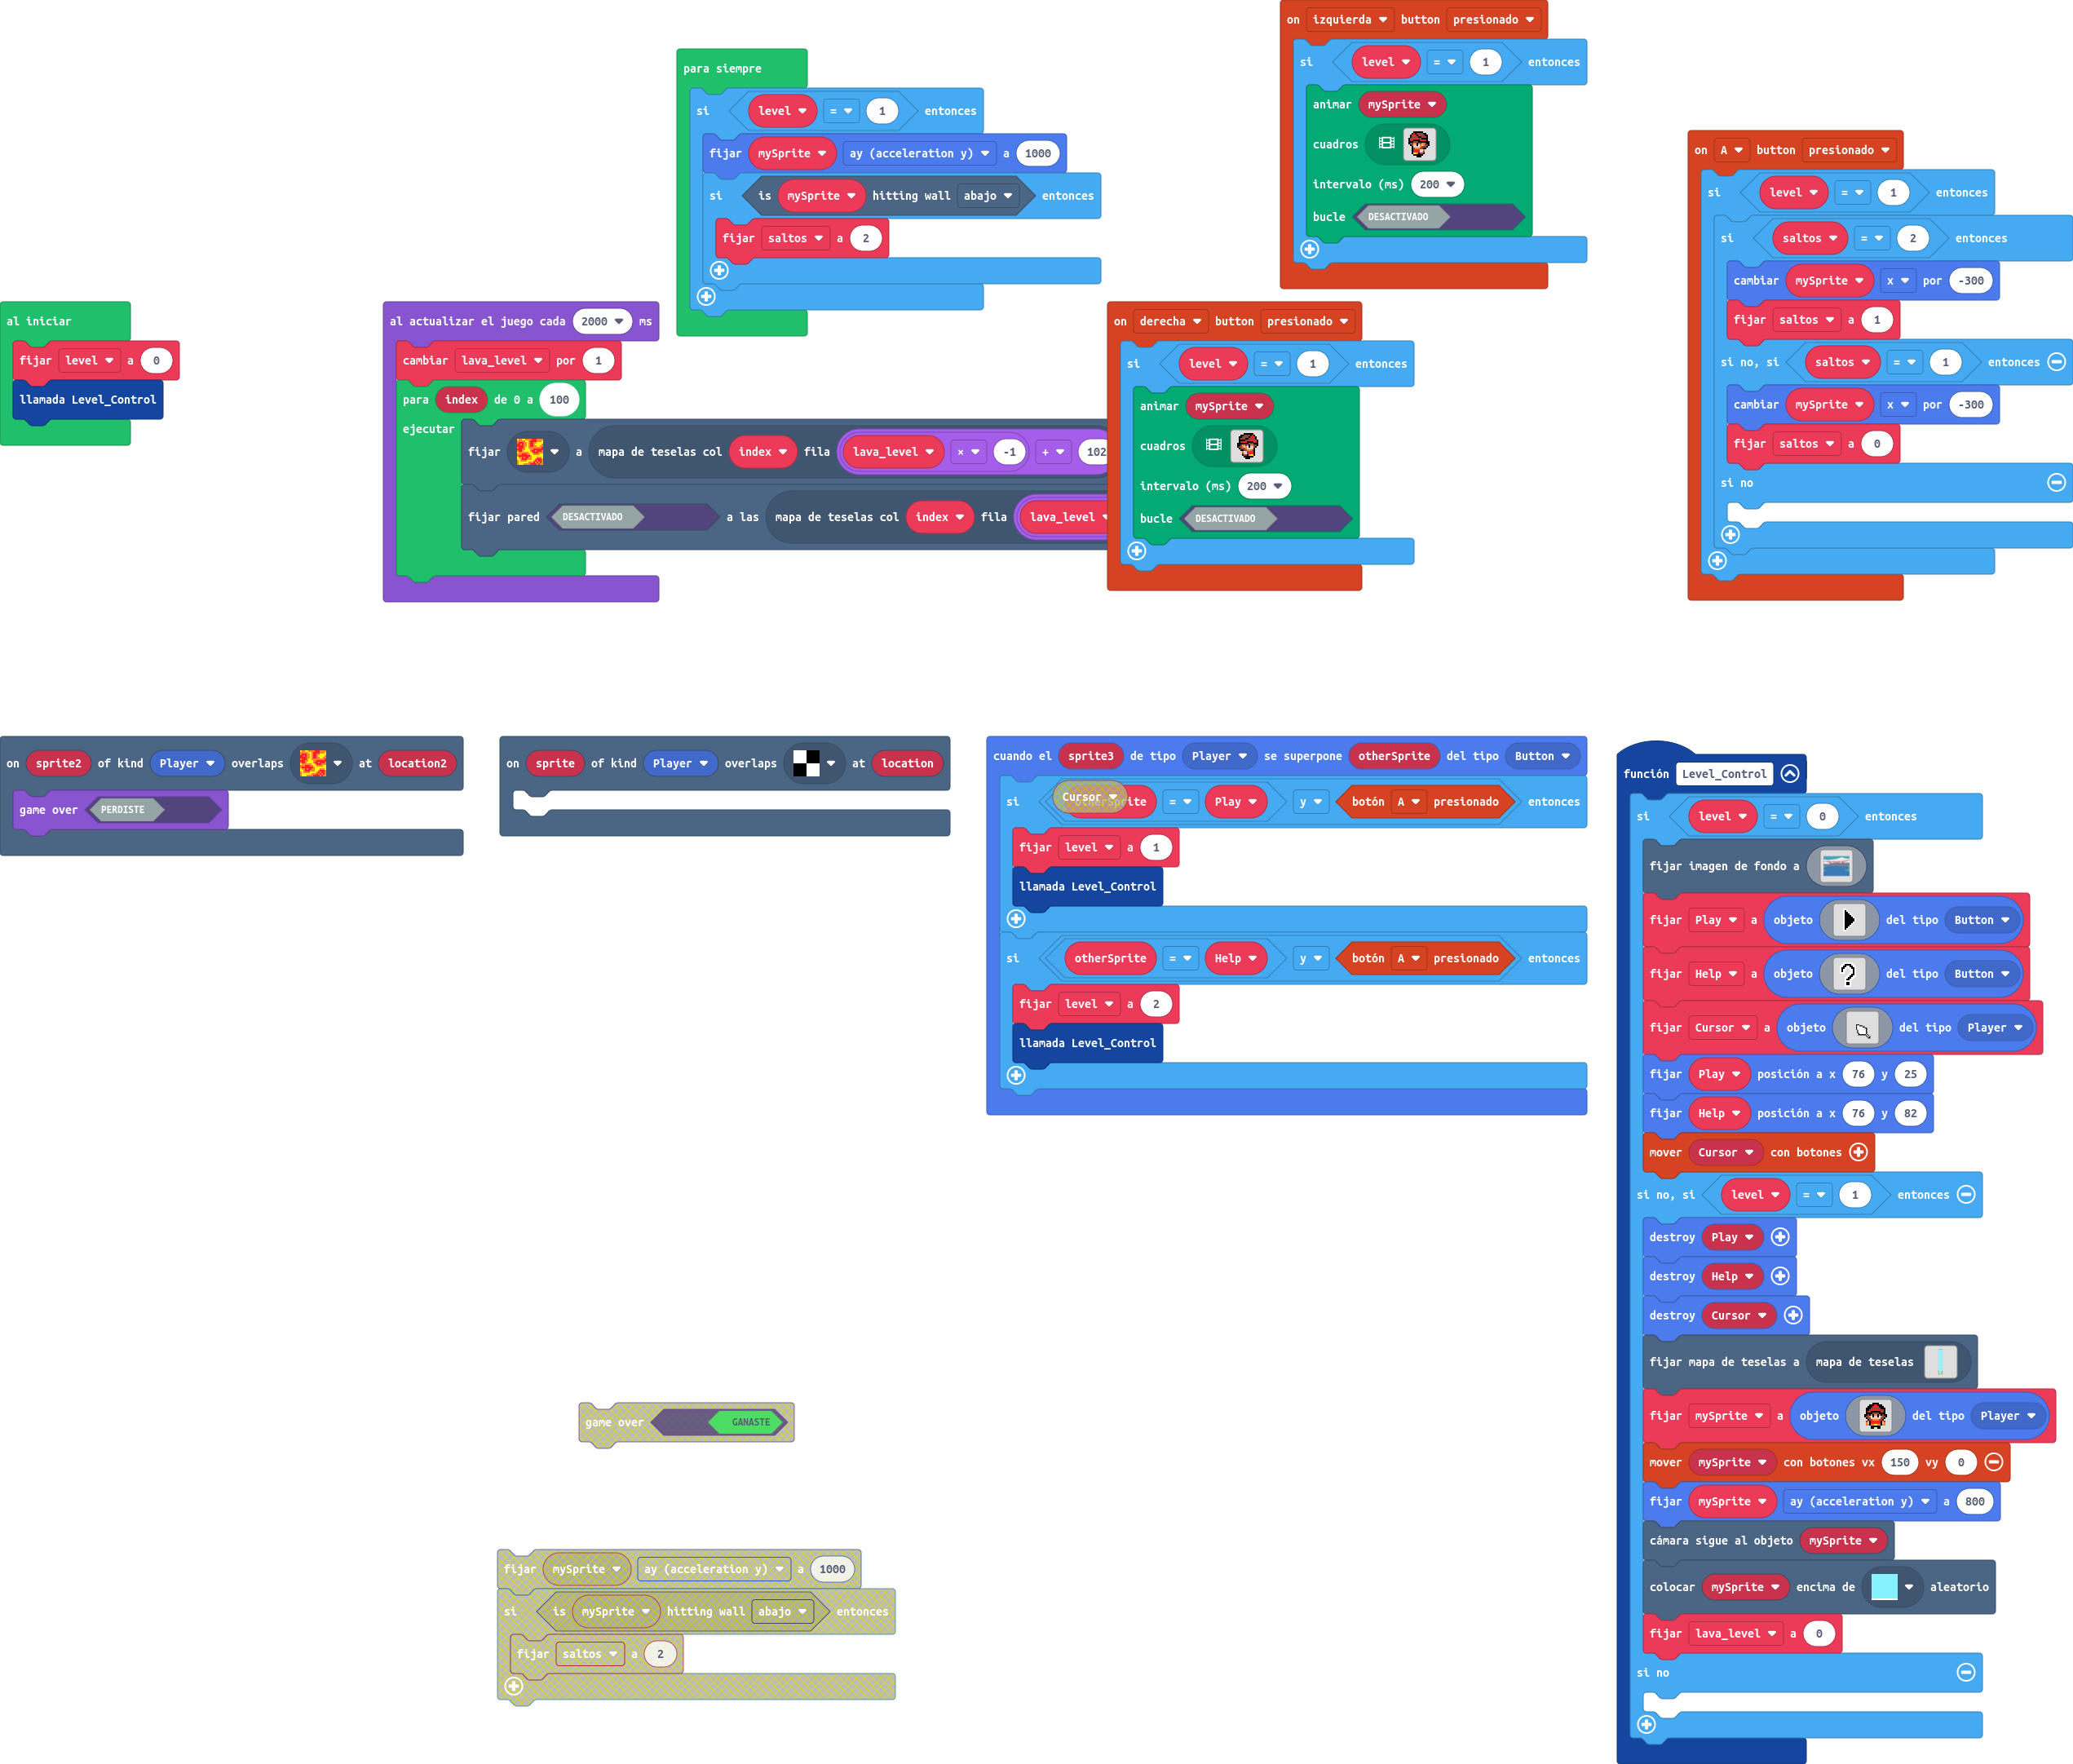 on izquierda button presionado
si level = 1 entonces
animar mySprite
cuadros
intervalo (ms) 200
bucle DESACTIVADO
para siempre
si level = 1 entonces
fijar mySprite ay (acceleration y) a 1000
si is mySprite hitting wall abajo entonces
fijar saltos a 2
on A button presionado
si level = 1 entonces
si saltos = 2 entonces
cambiar mySprite x por -300
fijar saltos a 1
si no, si saltos = 1 entonces
cambiar mySprite x por -300
fijar saltos a 0
si no
al iniciar
fijar level a 0
llamada Level_Control
al actualizar el juego cada 2000 ms
cambiar lava_level por 1
para index de 0 a 100
ejecutar
fijar a mapa de teselas col index fila lava_level × -1 + 102
fijar pared DESACTIVADO a las mapa de teselas col index fila lava_level
on derecha button presionado
si level = 1 entonces
animar mySprite
cuadros
intervalo (ms) 200
bucle DESACTIVADO
on sprite2 of kind Player overlaps at location2
game over PERDISTE
on sprite of kind Player overlaps at location
cuando el sprite3 de tipo Player se superpone otherSprite del tipo Button
si Cursor = Play y botón A presionado entonces
fijar level a 1
llamada Level_Control
si otherSprite = Help y botón A presionado entonces
fijar level a 2
llamada Level_Control
función Level_Control
si level = 0 entonces
fijar imagen de fondo a
fijar Play a objeto del tipo Button
fijar Help a objeto del tipo Button
fijar Cursor a objeto del tipo Player
fijar Play posición a x 76 y 25
fijar Help posición a x 76 y 82
mover Cursor con botones
si no, si level = 1 entonces
destroy Play
destroy Help
destroy Cursor
fijar mapa de teselas a mapa de teselas
fijar mySprite a objeto del tipo Player
mover mySprite con botones vx 150 vy 0
fijar mySprite ay (acceleration y) a 800
cámara sigue al objeto mySprite
colocar mySprite encima de aleatorio
fijar lava_level a 0
si no
game over GANASTE
fijar mySprite ay (acceleration y) a 1000
si is mySprite hitting wall abajo entonces
fijar saltos a 2